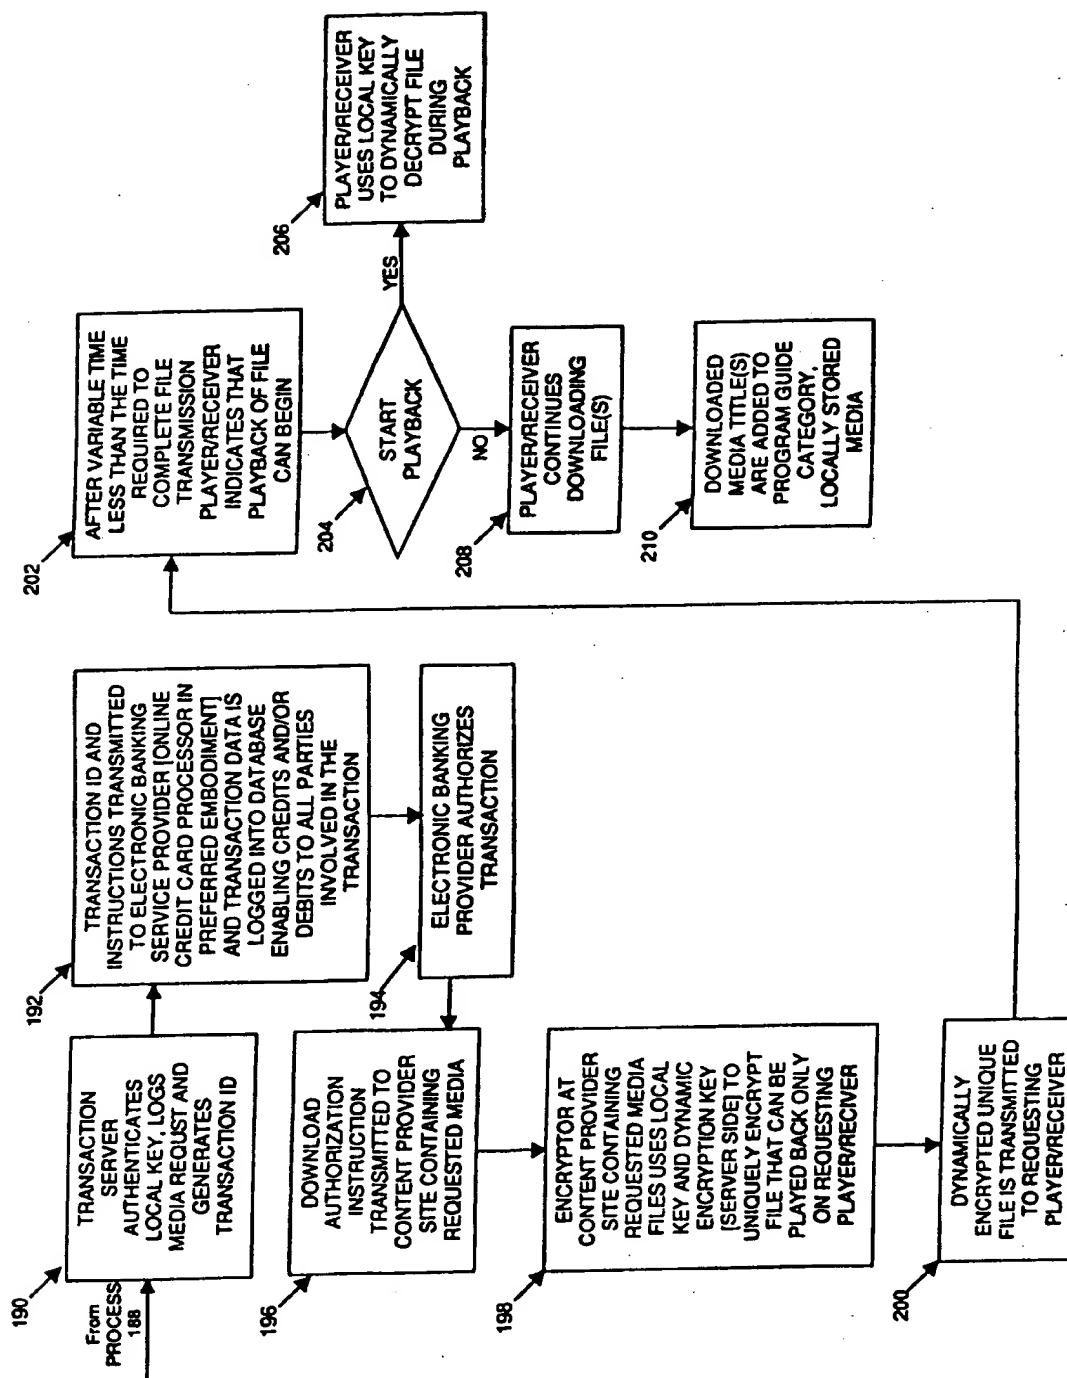 From
PROCESS
188
190
TRANSACTION
SERVER
AUTHENTICATES
LOCAL KEY, LOGS
MEDIA REQUST AND
GENERATES
TRANSACTION ID
192
TRANSACTION ID AND
INSTRUCTIONS TRANSMITTED
TO ELECTRONIC BANKING
SERVICE PROVIDER [ONLINE
CREDIT CARD PROCESSOR IN
PREFERRED EMBODIMENT]
AND TRANSACTION DATA IS
LOGGED INTO DATABASE
ENABLING CREDITS AND/OR
DEBITS TO ALL PARTIES
INVOLVED IN THE
TRANSACTION
194
ELECTRONIC BANKING
PROVIDER AUTHORIZES
TRANSACTION
196
DOWNLOAD
AUTHORIZATION
INSTRUCTION
TRANSMITTED TO
CONTENT PROVIDER
SITE CONTAINING
REQUESTED MEDIA
198
ENCRYPTOR AT
CONTENT PROVIDER
SITE CONTAINING
REQUESTED MEDIA
FILES USES LOCAL
KEY AND DYNAMIC
ENCRYPTION KEY
[SERVER SIDE] TO
UNIQUELY ENCRYPT
FILE THAT CAN BE
PLAYED BACK ONLY
ON REQUESTING
PLAYER/RECIVER
200
DYNAMICALLY
ENCRYPTED UNIQUE
FILE IS TRANSMITTED
TO REQUESTING
PLAYER/RECEIVER
202
AFTER VARIABLE TIME
LESS THAN THE TIME
REQUIRED TO
COMPLETE FILE
TRANSMISSION
PLAYER/RECEIVER
INDICATES THAT
PLAYBACK OF FILE
CAN BEGIN
204
START
PLAYBACK
YES
NO
206
PLAYER/RECEIVER
USES LOCAL KEY
TO DYNAMICALLY
DECRYPT FILE
DURING
PLAYBACK
208
PLAYER/RECEIVER
CONTINUES
DOWNLOADING
FILE(S)
210
DOWNLOADED
MEDIA TITLE(S)
ARE ADDED TO
PROGRAM GUIDE
CATEGORY,
LOCALLY STORED
MEDIA